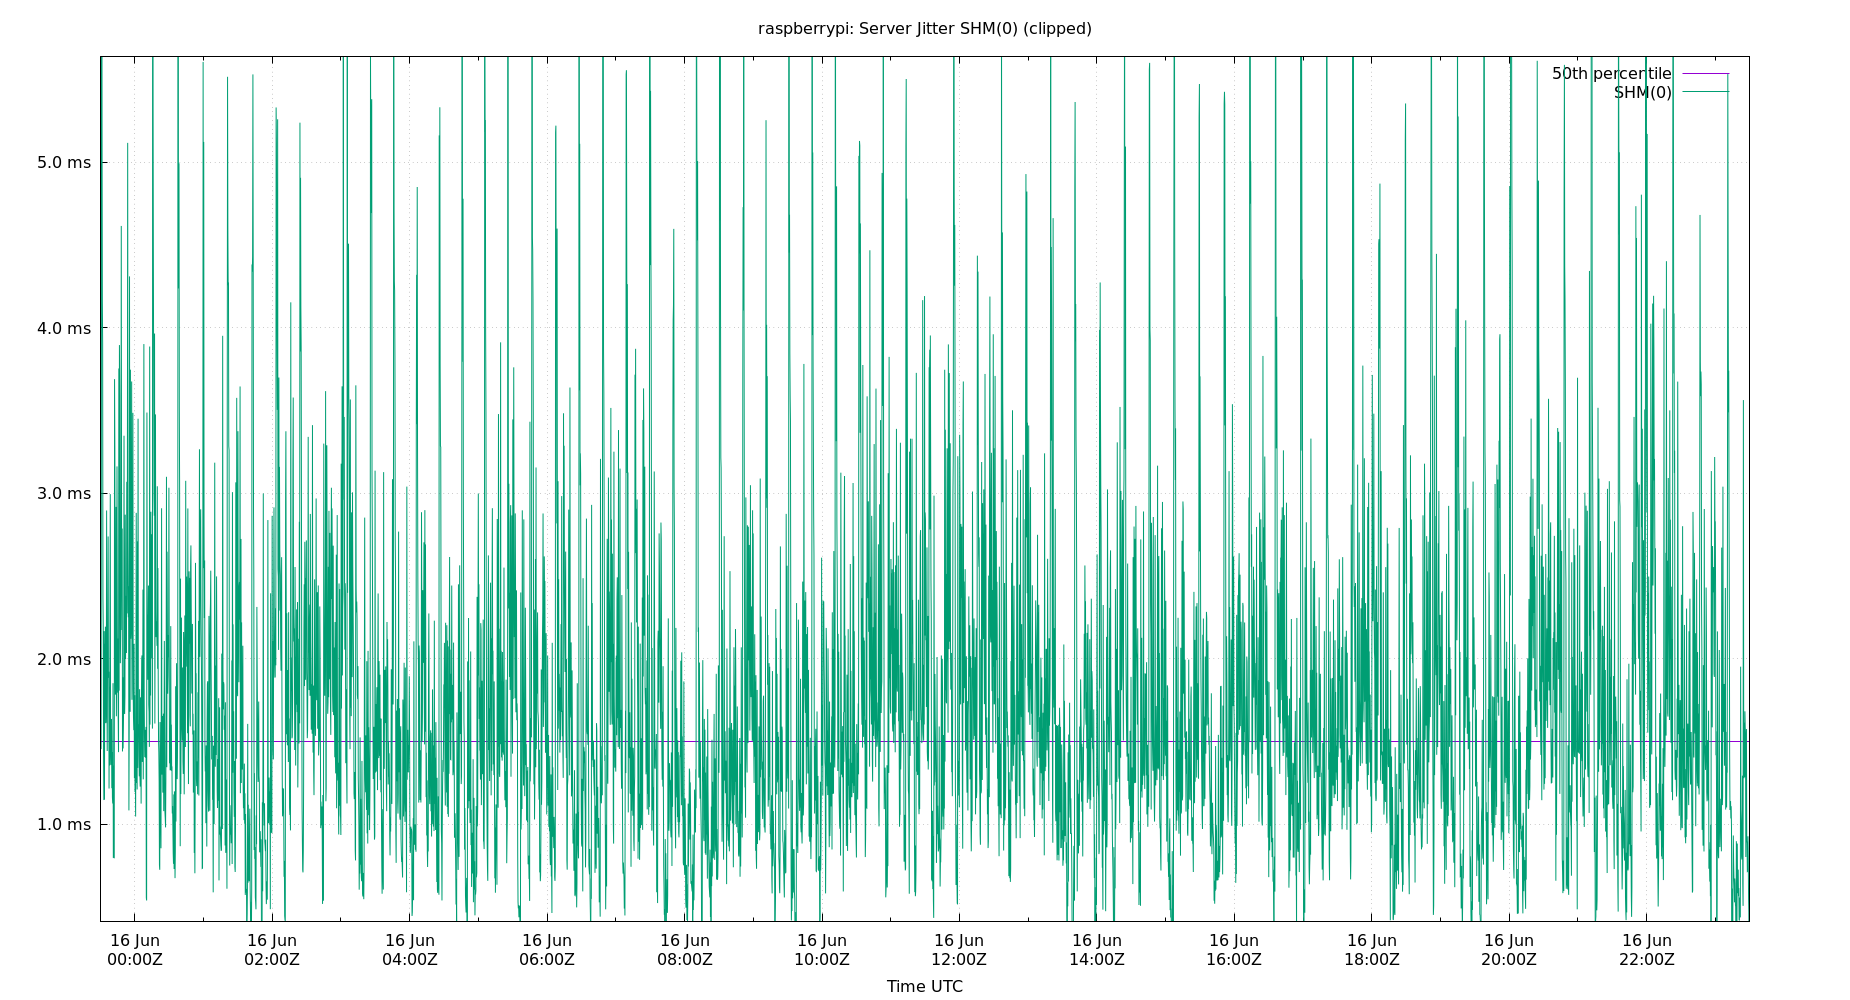 raspberrypi: Server Jitter SHM(0) (clipped)
50th percentile
SHM(0)
5.0 ms
4.0 ms
3.0 ms
2.0 ms
1.0 ms
16 Jun 16 Jun 16 Jun 16 Jun 16 Jun 16 Jun 16 Jun 16 Jun 16 Jun 16 Jun 16 Jun 16 Jun
00:00Z 02:00Z 04:00Z 06:00Z 08:00Z 10:00Z 12:00Z 14:00Z 16:00Z 18:00Z 20:00Z 22:00Z
Time UTC